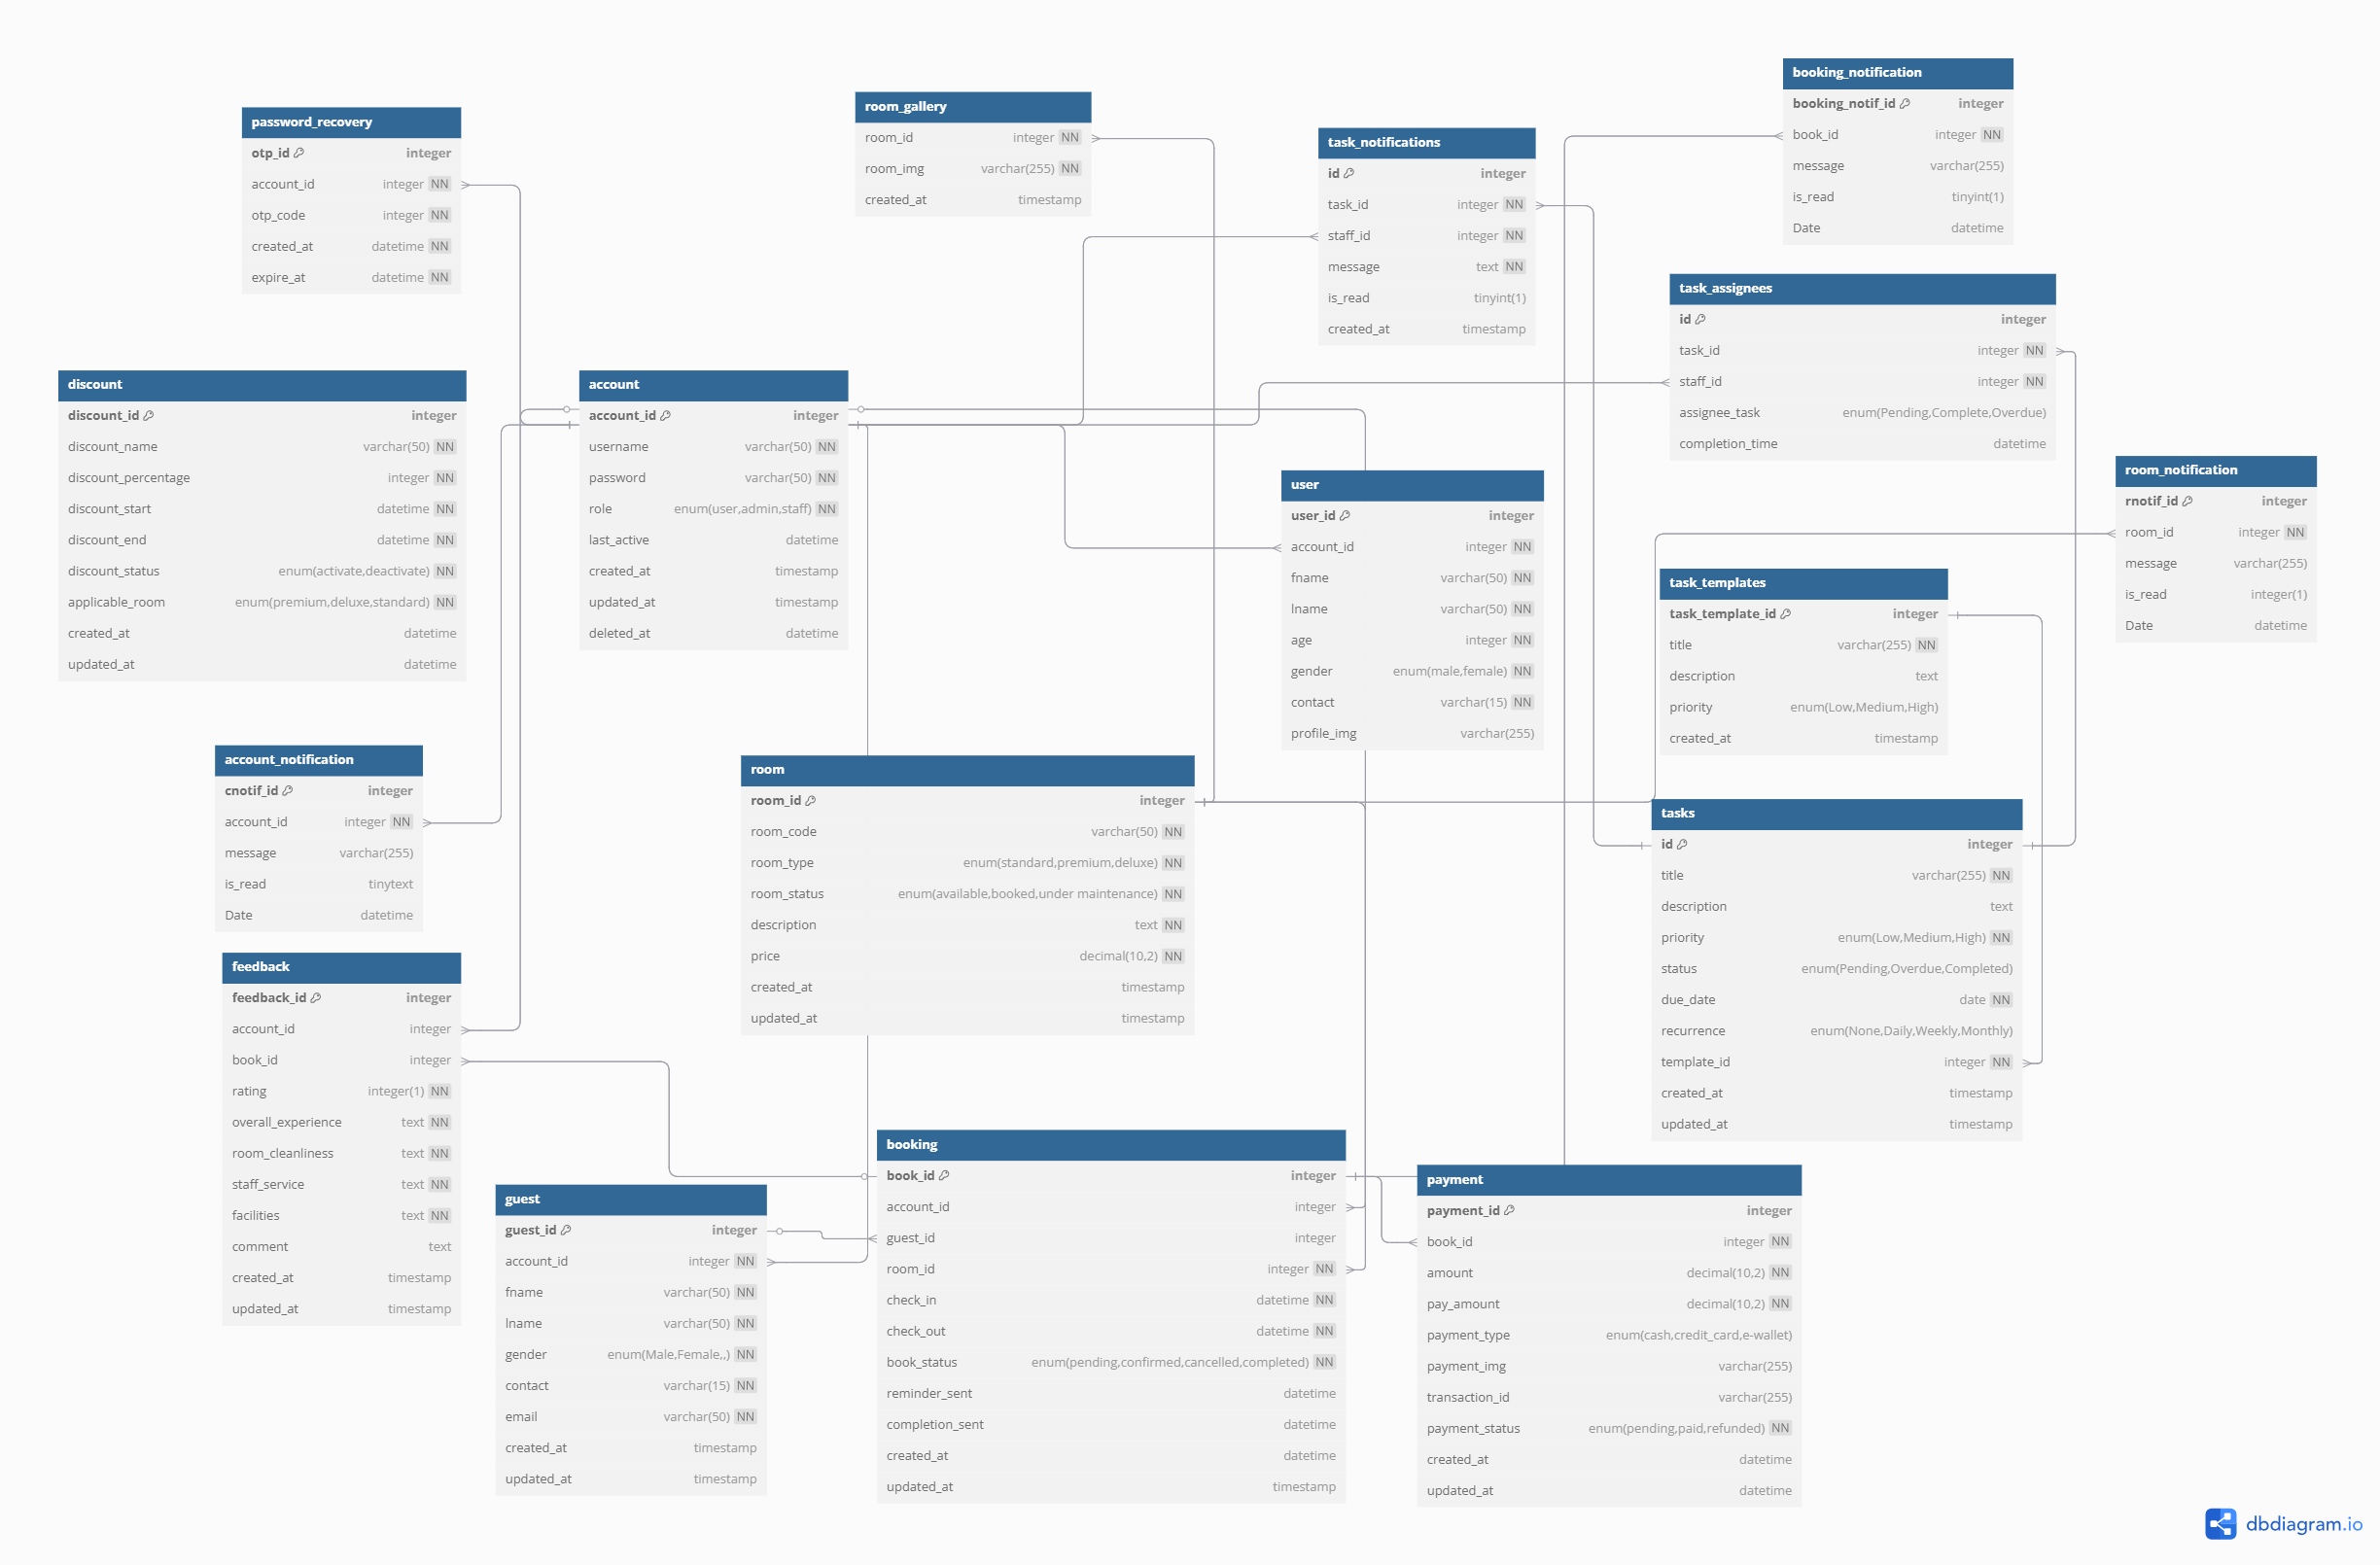 password_recovery
otp_id integer
account_id integer NN
otp_code integer NN
created_at datetime NN
expire_at datetime NN
room_gallery
room_id integer NN
room_img varchar(255) NN
created_at timestamp
task_notifications
id integer
task_id integer NN
staff_id integer NN
message text NN
is_read tinyint(1)
created_at timestamp
booking_notification
booking_notif_id integer
book_id integer NN
message varchar(255)
is_read tinyint(1)
Date datetime
task_assignees
id integer
task_id integer NN
staff_id integer NN
assignee_task enum(Pending,Complete,Overdue)
completion_time datetime
discount
discount_id integer
discount_name varchar(50) NN
discount_percentage integer NN
discount_start datetime NN
discount_end datetime NN
discount_status enum(activate,deactivate) NN
applicable_room enum(premium,deluxe,standard) NN
created_at datetime
updated_at datetime
account
account_id integer
username varchar(50) NN
password varchar(50) NN
role enum(user,admin,staff) NN
last_active datetime
created_at timestamp
updated_at timestamp
deleted_at datetime
user
user_id integer
account_id integer NN
fname varchar(50) NN
lname varchar(50) NN
age integer NN
gender enum(male,female) NN
contact varchar(15) NN
profile_img varchar(255)
room_notification
rnotif_id integer
room_id integer NN
message varchar(255)
is_read integer(1)
Date datetime
task_templates
task_template_id integer
title varchar(255) NN
description text
priority enum(Low,Medium,High)
created_at timestamp
account_notification
cnotif_id integer
account_id integer NN
message varchar(255)
is_read tinytext
Date datetime
room
room_id integer
room_code varchar(50) NN
room_type enum(standard,premium,deluxe) NN
room_status enum(available,booked,under maintenance) NN
description text NN
price decimal(10,2) NN
created_at timestamp
updated_at timestamp
tasks
id integer
title varchar(255) NN
description text
priority enum(Low,Medium,High) NN
status enum(Pending,Overdue,Completed)
due_date date NN
recurrence enum(None,Daily,Weekly,Monthly)
template_id integer NN
created_at timestamp
updated_at timestamp
feedback
feedback_id integer
account_id integer
book_id integer
rating integer(1) NN
overall_experience text NN
room_cleanliness text NN
staff_service text NN
facilities text NN
comment text
created_at timestamp
updated_at timestamp
guest
guest_id integer
account_id integer NN
fname varchar(50) NN
lname varchar(50) NN
gender enum(Male,Female,,) NN
contact varchar(15) NN
email varchar(50) NN
created_at timestamp
updated_at timestamp
booking
book_id integer
account_id integer
guest_id integer
room_id integer NN
check_in datetime NN
check_out datetime NN
book_status enum(pending,confirmed,cancelled,completed) NN
reminder_sent datetime
completion_sent datetime
created_at datetime
updated_at timestamp
payment
payment_id integer
book_id integer NN
amount decimal(10,2) NN
pay_amount decimal(10,2) NN
payment_type enum(cash,credit_card,e-wallet)
payment_img varchar(255)
transaction_id varchar(255)
payment_status enum(pending,paid,refunded) NN
created_at datetime
updated_at datetime
dbdiagram.io